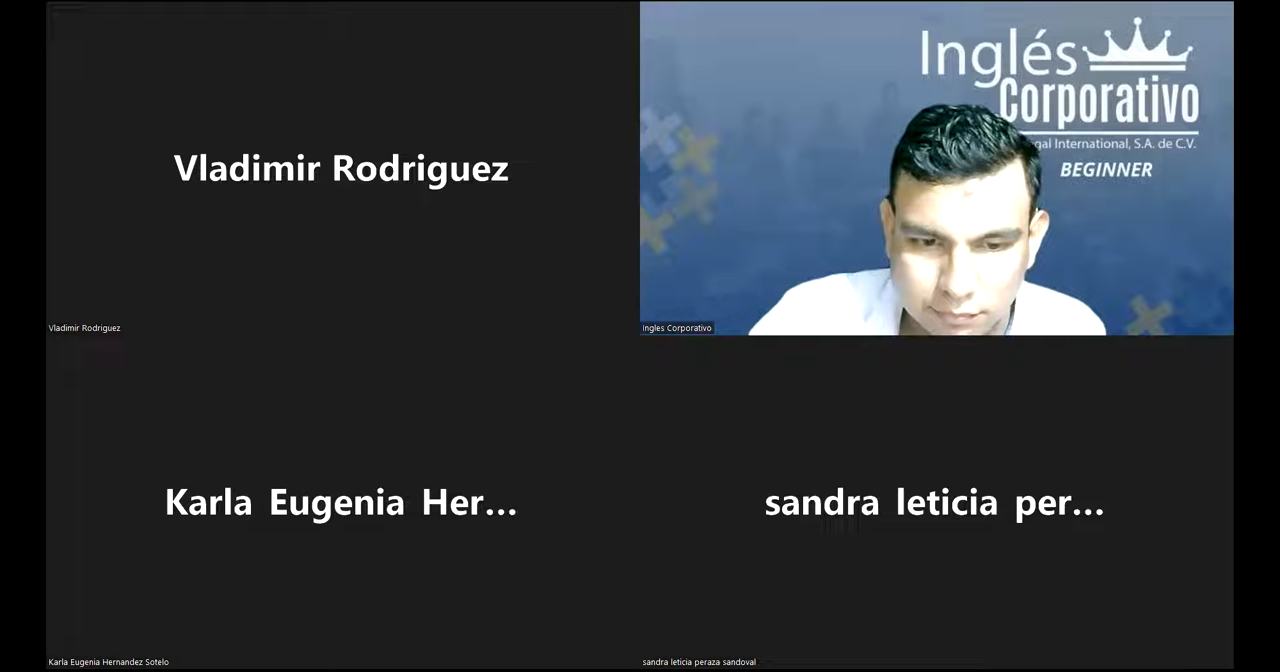 Vladimir Rodriguez
Vladimir Rodriguez
Inglés
Corporativo
gal International, S.A. de C.V.
BEGINNER
Ingles Corporativo
Karla Eugenia Her...
Karla Eugenia Hernandez Sotelo
sandra leticia per...
sandra leticia peraza sandoval